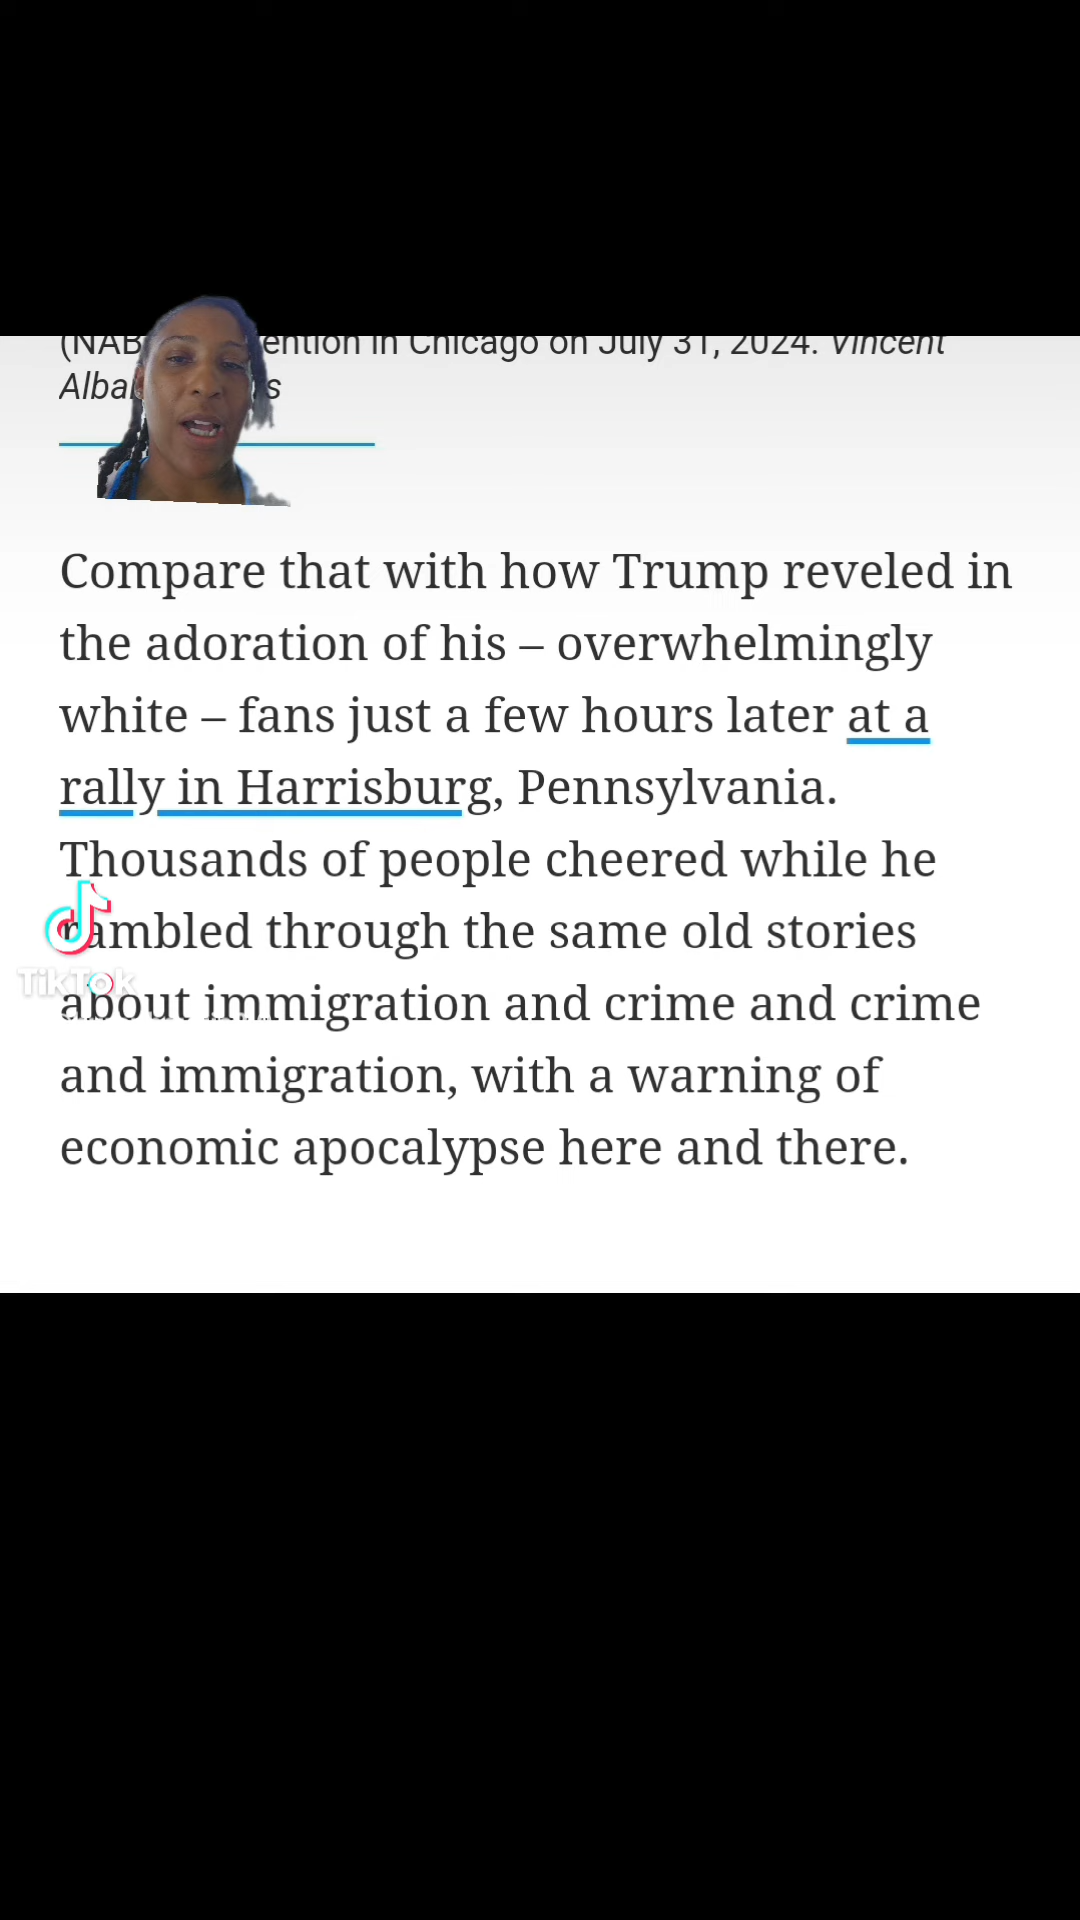 (NAB ention in Chicago on July 31, 2024. Vincent
Compare that with how Trump reveled in
the adoration of his – overwhelmingly
white – fans just a few hours later at a
rally in Harrisburg, Pennsylvania.
Thousands of people cheered while he
rambled through the same old stories
TikTok
about immigration and crime and crime
and immigration, with a warning of
economic apocalypse here and there.